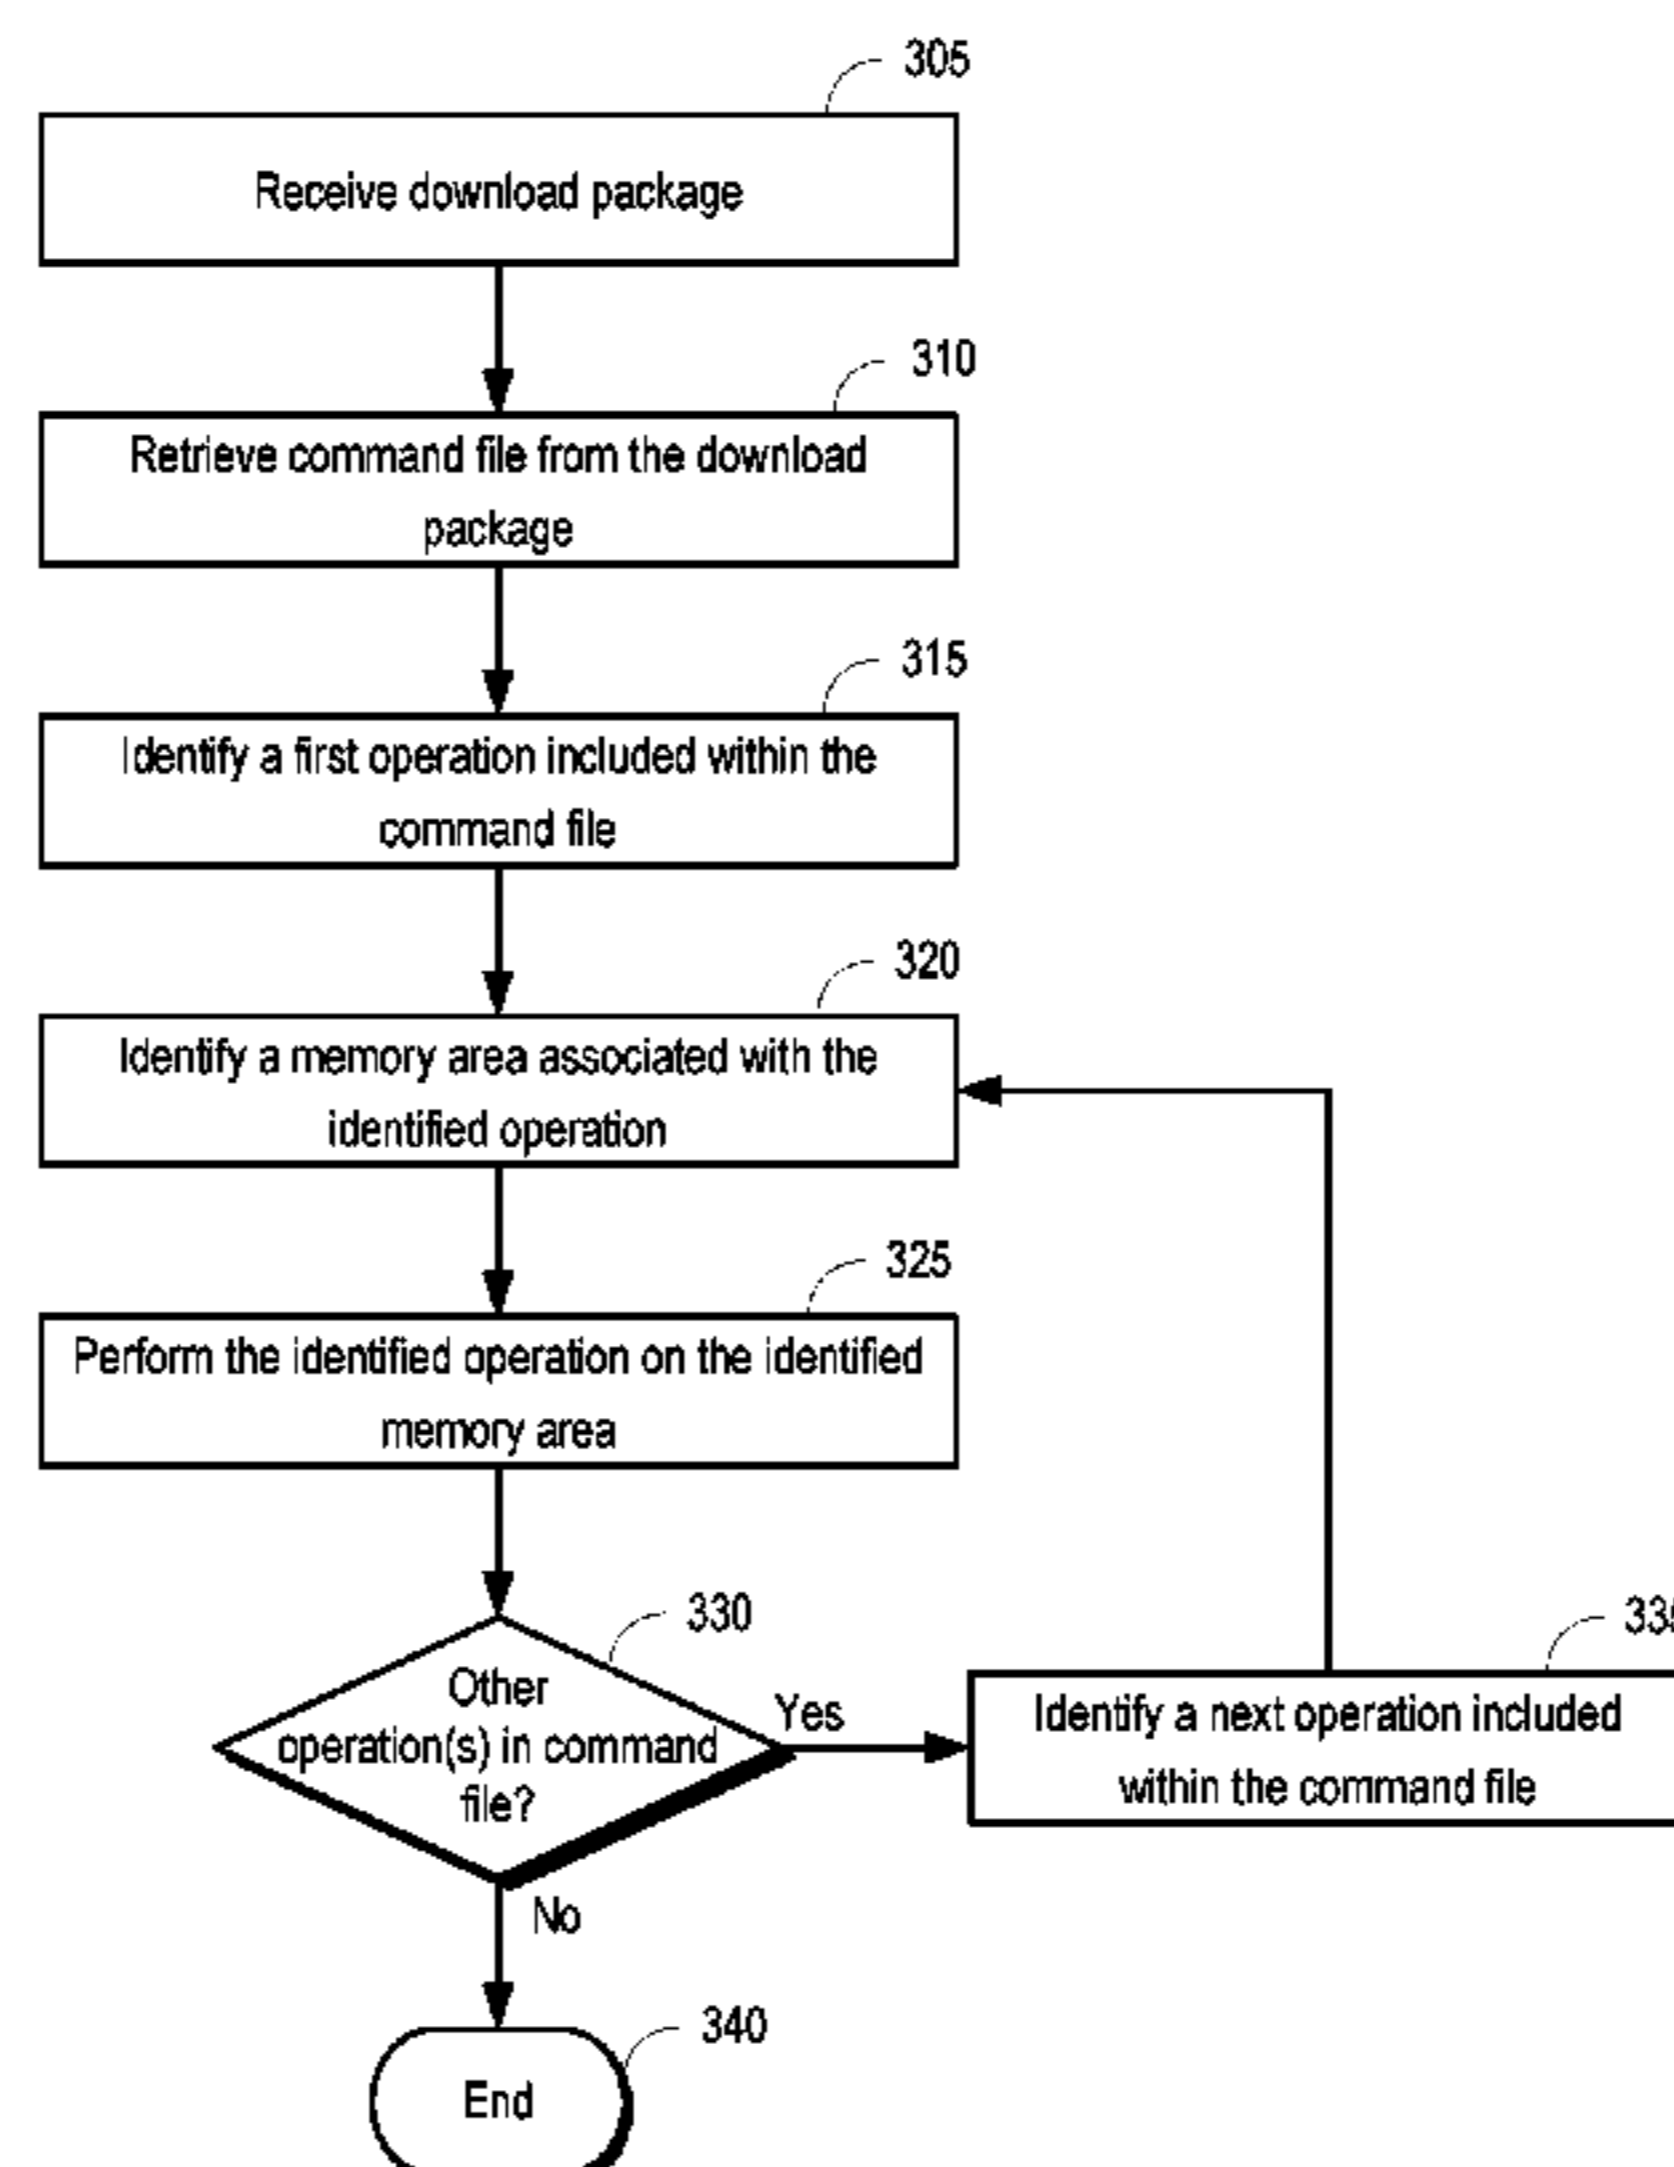 305
Receive download package
310
Retrieve command file from the download
package
315
Identify a first operation included within the
command file
320
Identify a memory area associated with the
identified operation
325
Perform the identified operation on the identified
memory area
330
Other
operation(s) in command
file?
Yes
Identify a next operation included
within the command file
No
340
End